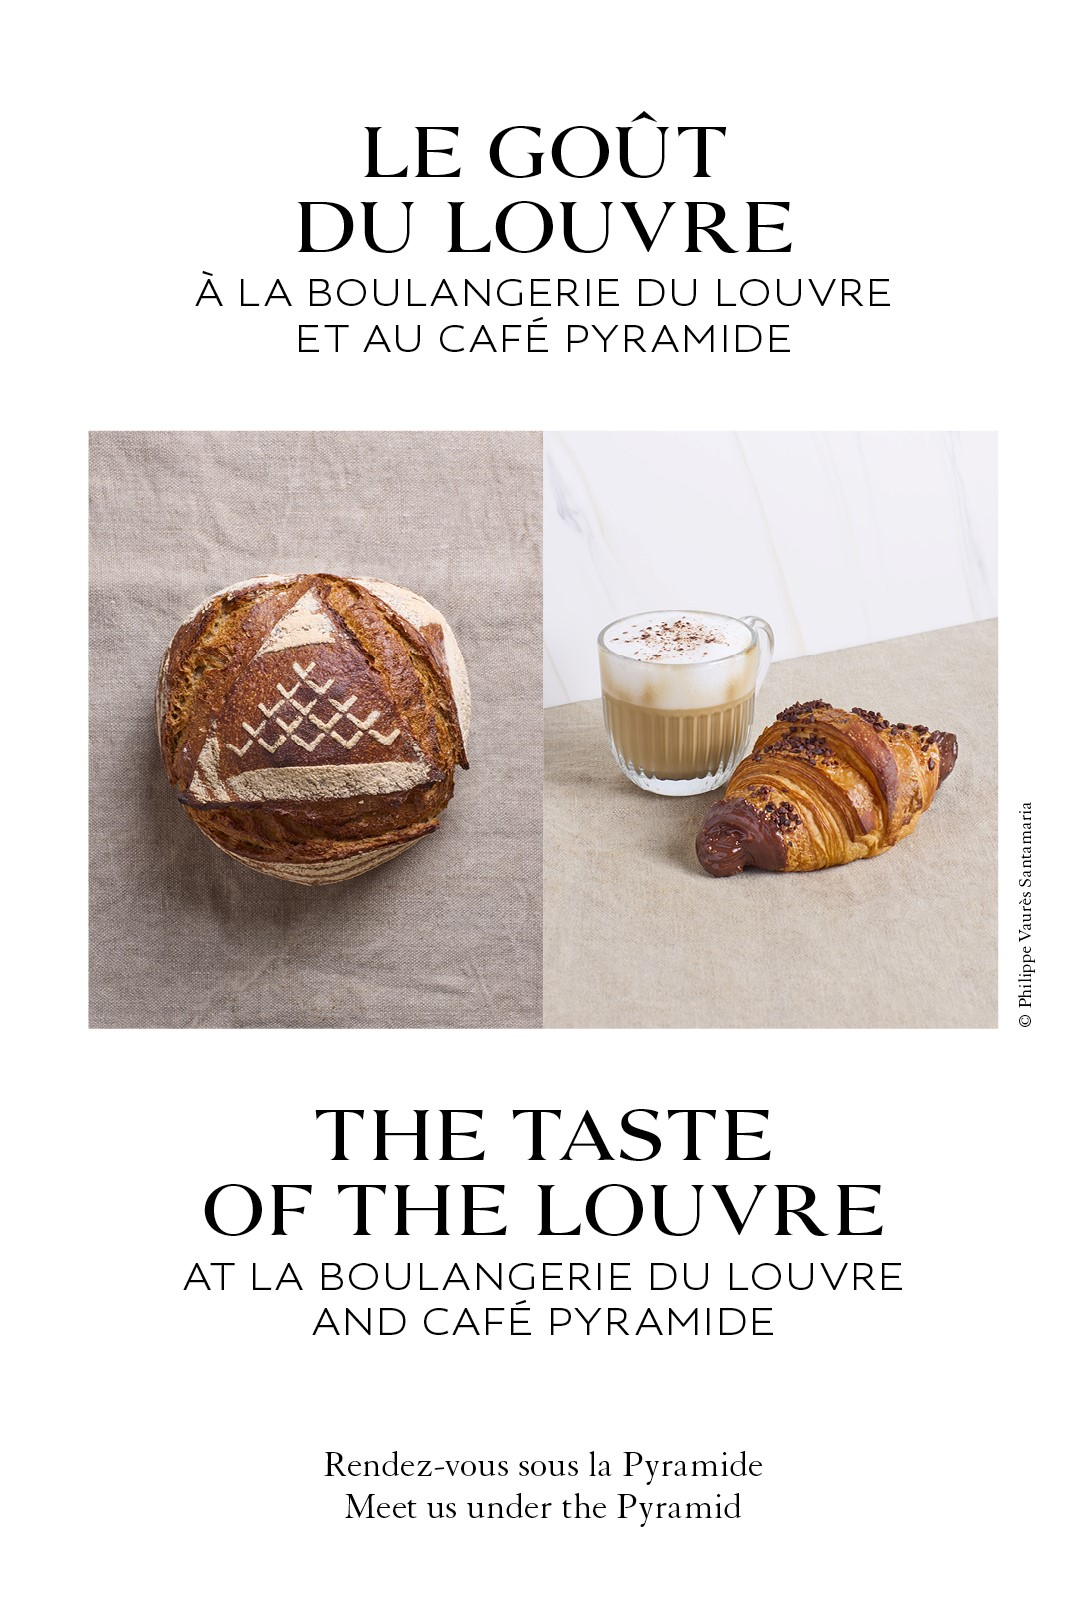 LE GOÛT
DU LOUVRE
À LA BOULANGERIE DU LOUVRE
ET AU CAFÉ PYRAMIDE
© Philippe Vaurès Santamaria
THE TASTE
OF THE LOUVRE
AT LA BOULANGERIE DU LOUVRE
AND CAFÉ PYRAMIDE
Rendez-vous sous la Pyramide
Meet us under the Pyramid